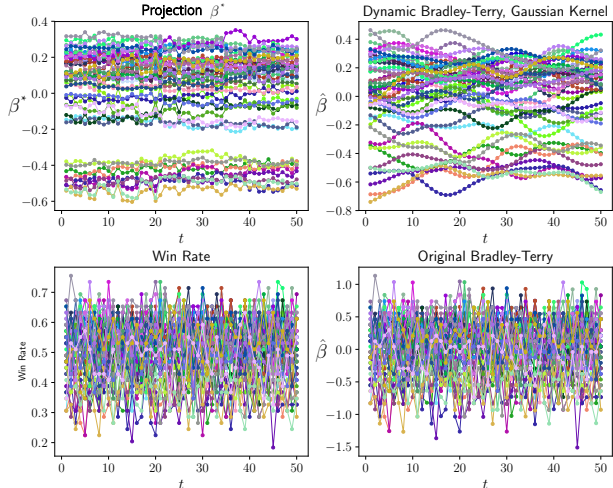 Projection β*
0.4
0.2
0.0
−0.2
−0.4
−0.6
β*
0 10 20 30 40 50
t
Dynamic Bradley-Terry, Gaussian Kernel
0.4
0.2
0.0
−0.2
−0.4
−0.6
−0.8
β̂
0 10 20 30 40 50
t
Win Rate
0.7
0.6
0.5
0.4
0.3
0.2
Win Rate
0 10 20 30 40 50
t
Original Bradley-Terry
1.0
0.5
0.0
−0.5
−1.0
−1.5
β̂
0 10 20 30 40 50
t